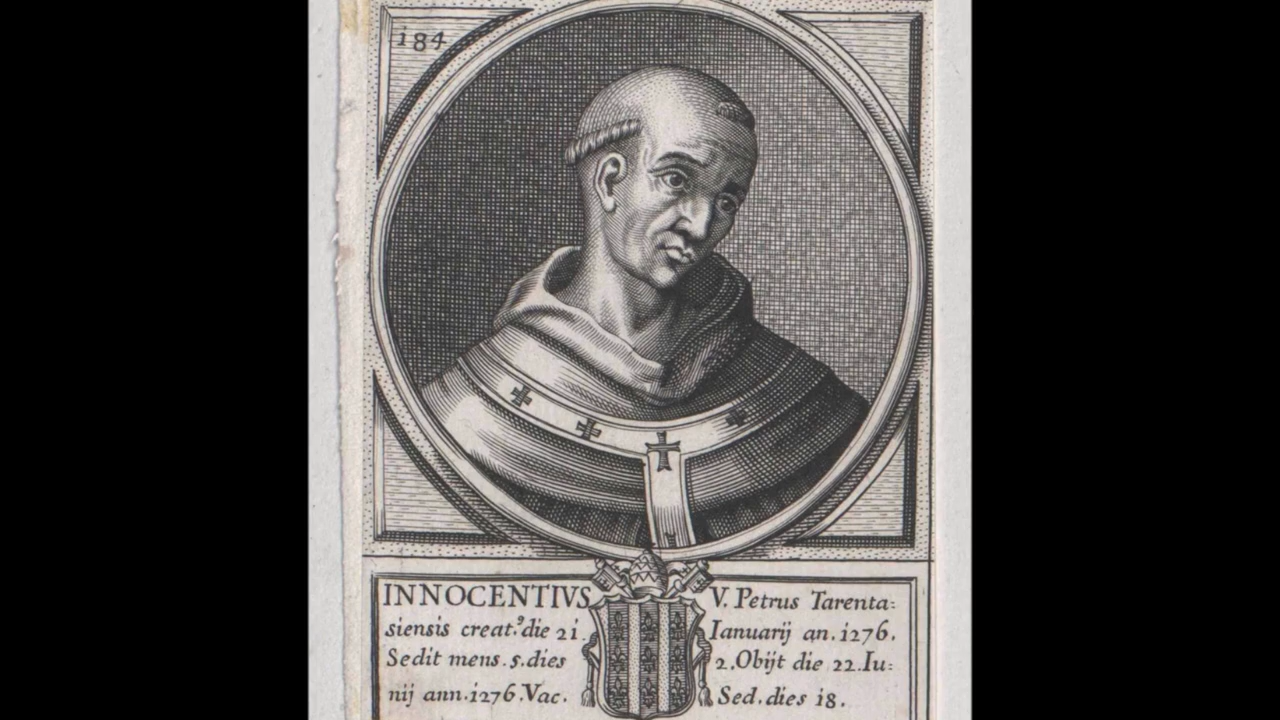 184
INNOCENTIVS V. Petrus Tarenta:
siensis creat.⁹ die 21. Ianuarij an. 1276.
Sedit mens. 5. dies 2. Obijt die 22. Iu:
nij ann. 1276. Vac. Sed. dies 18.